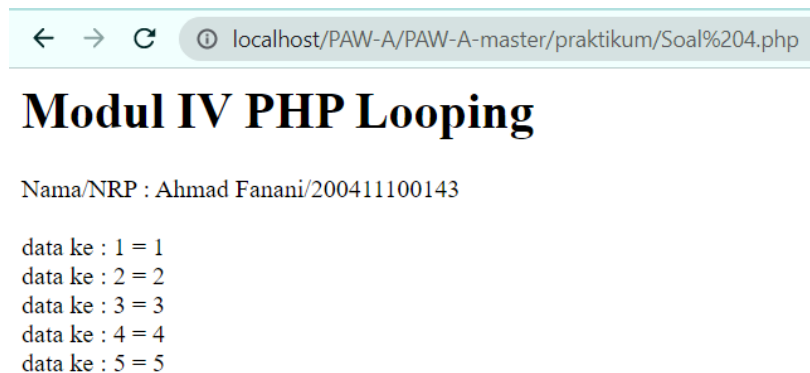 localhost/PAW-A/PAW-A-master/praktikum/Soal%204.php
Modul IV PHP Looping
Nama/NRP : Ahmad Fanani/200411100143
data ke : 1 = 1
data ke : 2 = 2
data ke : 3 = 3
data ke : 4 = 4
data ke : 5 = 5